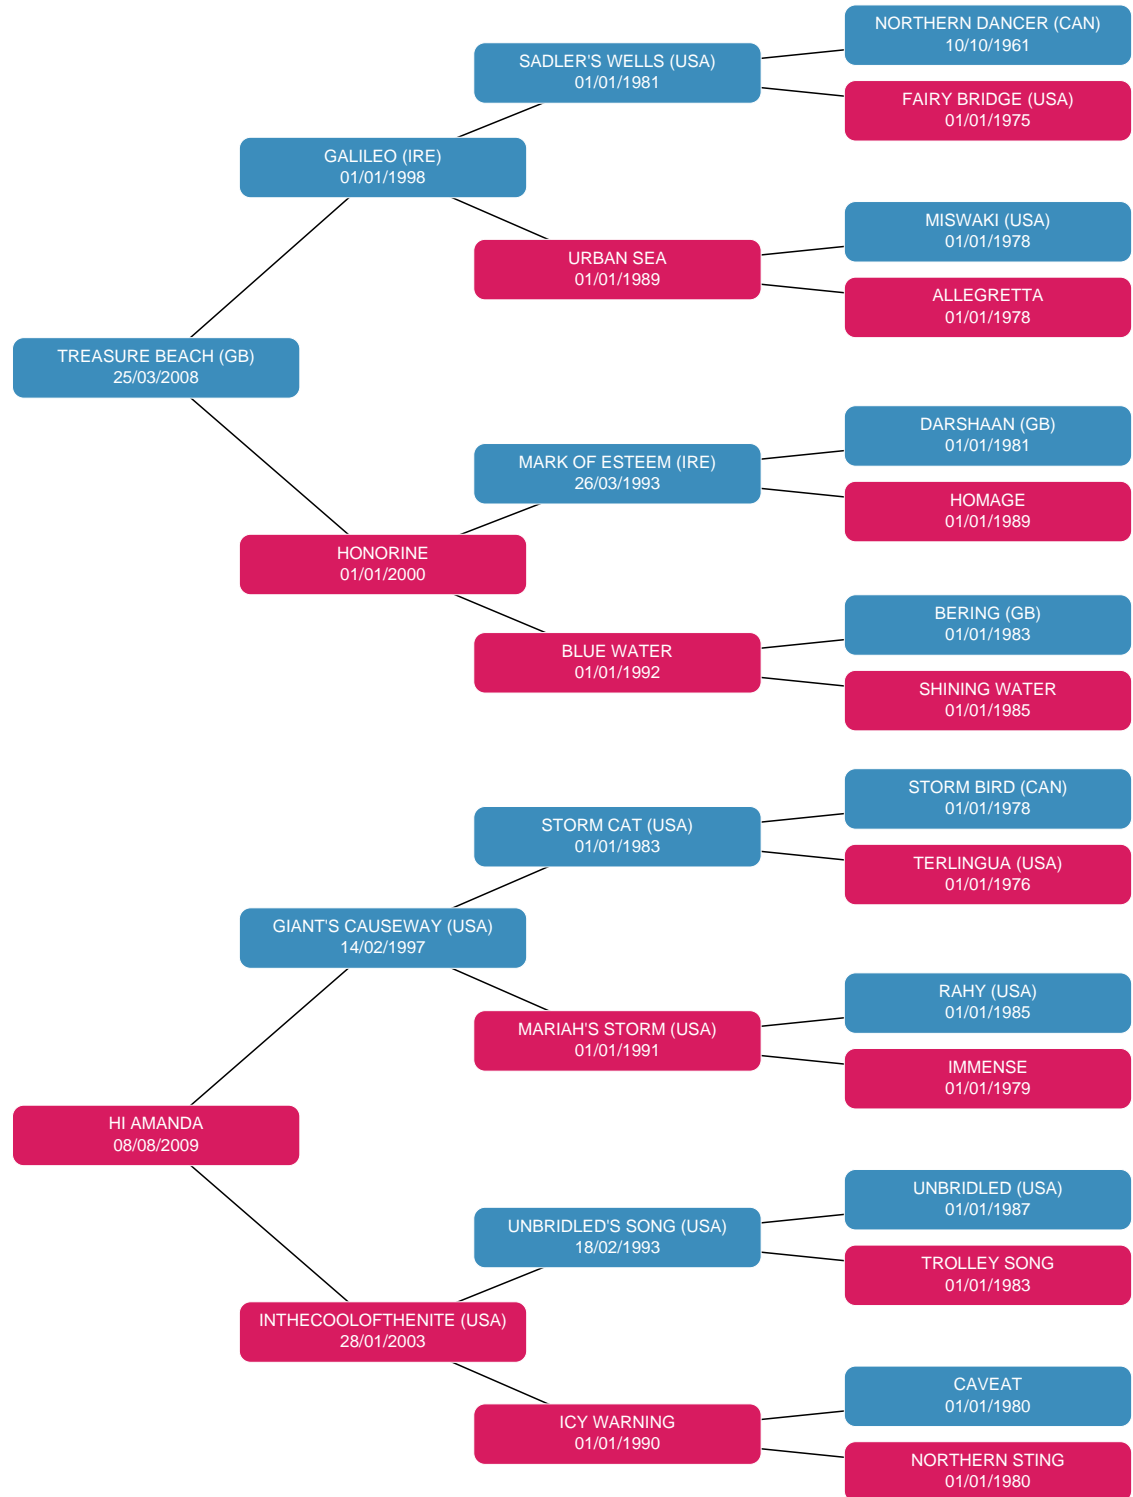 NORTHERN DANCER (CAN)
10/10/1961
SADLER'S WELLS (USA)
01/01/1981
FAIRY BRIDGE (USA)
01/01/1975
GALILEO (IRE)
01/01/1998
MISWAKI (USA)
01/01/1978
URBAN SEA
01/01/1989
ALLEGRETTA
01/01/1978
TREASURE BEACH (GB)
25/03/2008
DARSHAAN (GB)
01/01/1981
MARK OF ESTEEM (IRE)
26/03/1993
HOMAGE
01/01/1989
HONORINE
01/01/2000
BERING (GB)
01/01/1983
BLUE WATER
01/01/1992
SHINING WATER
01/01/1985
STORM BIRD (CAN)
01/01/1978
STORM CAT (USA)
01/01/1983
TERLINGUA (USA)
01/01/1976
GIANT'S CAUSEWAY (USA)
14/02/1997
RAHY (USA)
01/01/1985
MARIAH'S STORM (USA)
01/01/1991
IMMENSE
01/01/1979
HI AMANDA
08/08/2009
UNBRIDLED (USA)
01/01/1987
UNBRIDLED'S SONG (USA)
18/02/1993
TROLLEY SONG
01/01/1983
INTHECOOLOFTHENITE (USA)
28/01/2003
CAVEAT
01/01/1980
ICY WARNING
01/01/1990
NORTHERN STING
01/01/1980